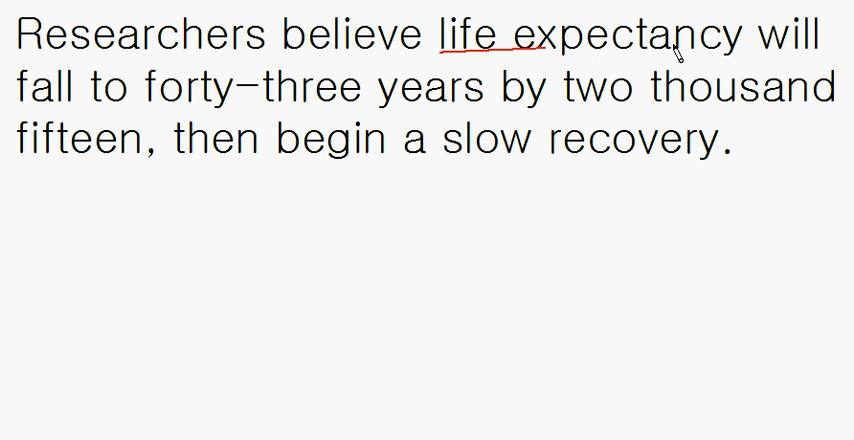 Researchers believe life expectancy will
fall to forty-three years by two thousand
fifteen, then begin a slow recovery.